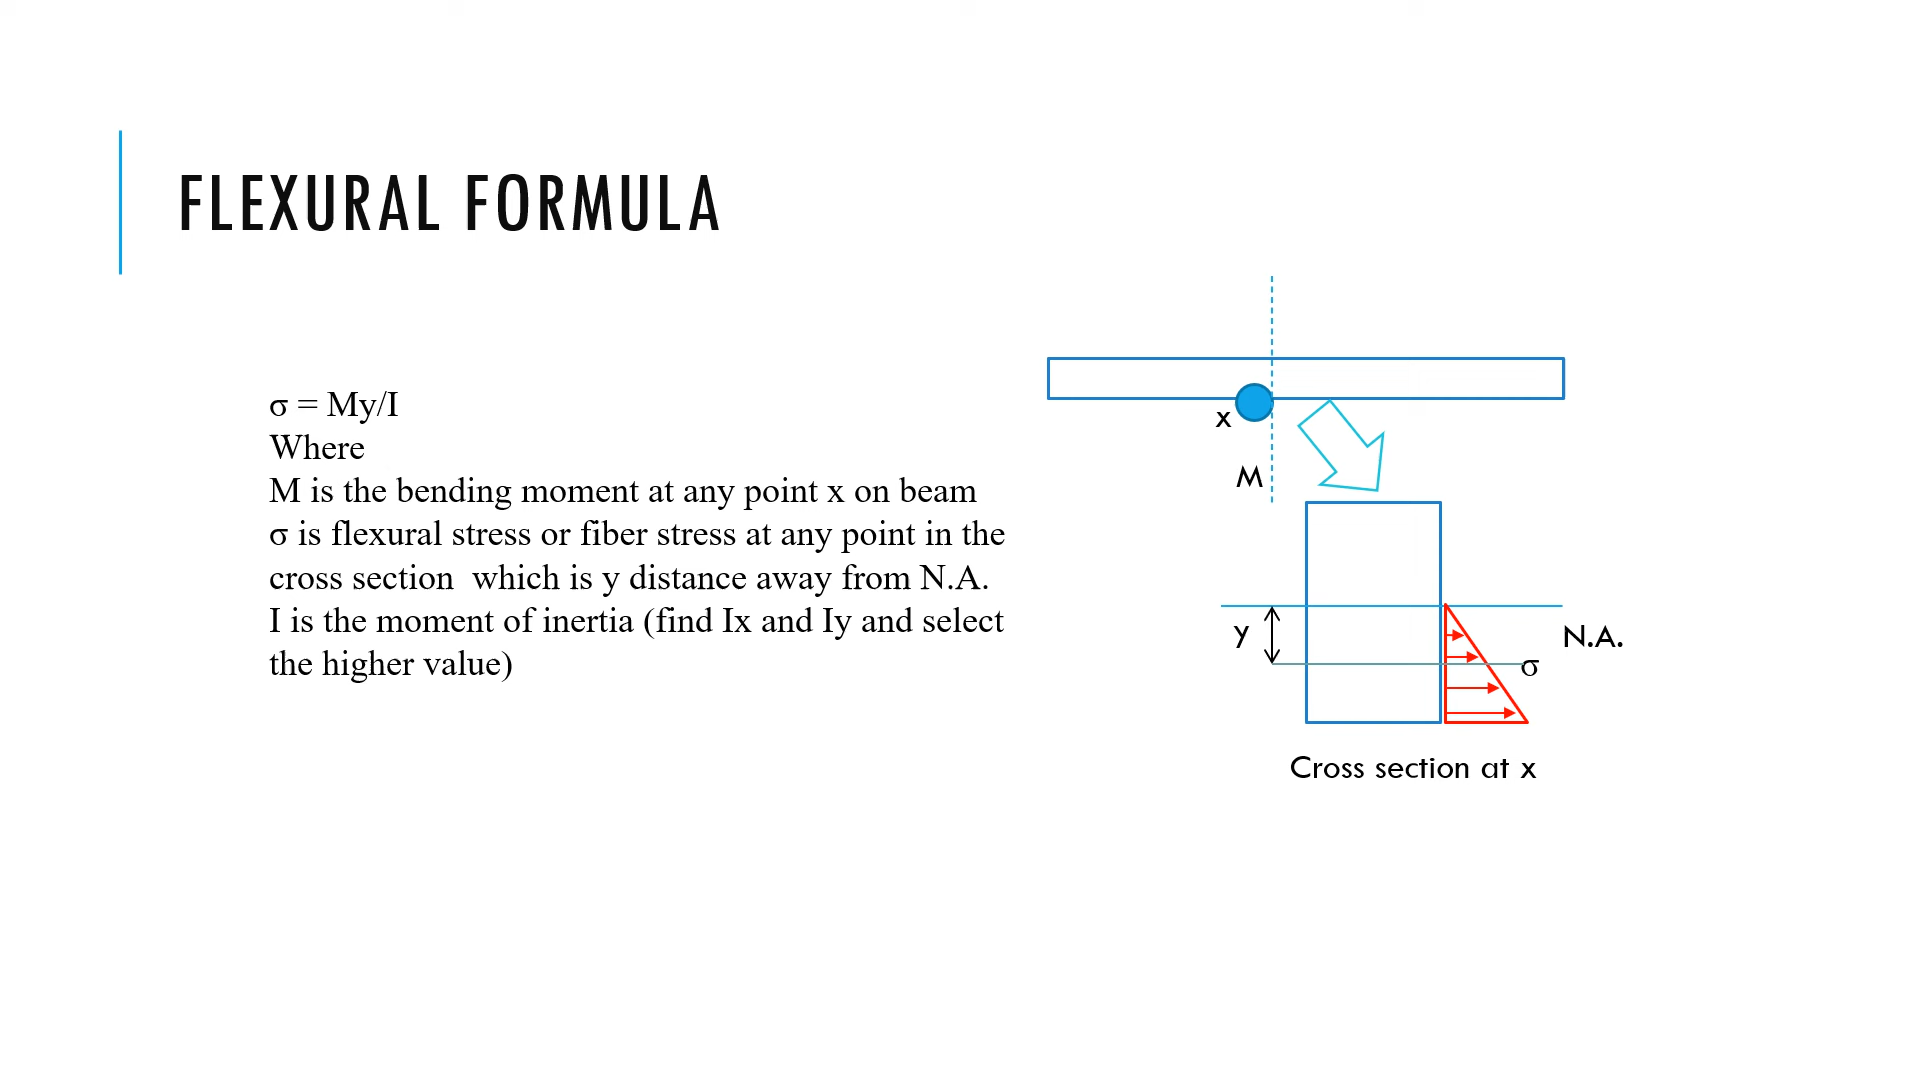 FLEXURAL FORMULA
σ = My/I
Where
M is the bending moment at any point x on beam
σ is flexural stress or fiber stress at any point in the
cross section  which is y distance away from N.A.
I is the moment of inertia (find Ix and Iy and select
the higher value)
x
M
y
N.A.
σ
Cross section at x